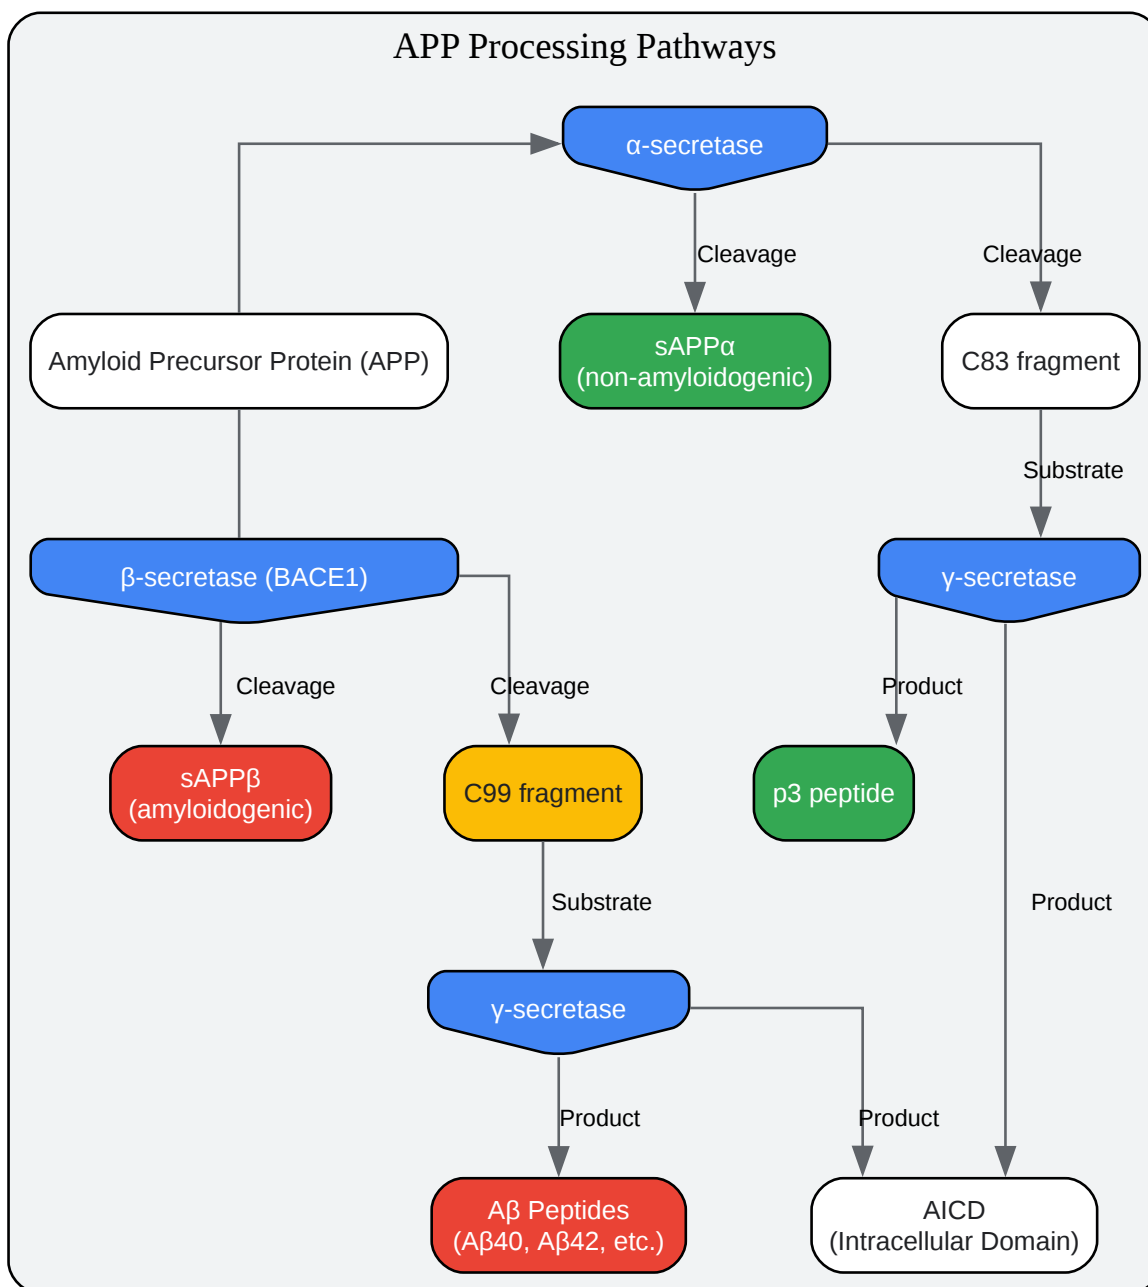 APP Processing Pathways
α-secretase
Cleavage
Cleavage
Amyloid Precursor Protein (APP)
sAPPα
(non-amyloidogenic)
C83 fragment
Substrate
β-secretase (BACE1)
γ-secretase
Cleavage
Cleavage
Product
sAPPβ
(amyloidogenic)
C99 fragment
p3 peptide
Substrate
Product
γ-secretase
Product
Product
Aβ Peptides
(Aβ40, Aβ42, etc.)
AICD
(Intracellular Domain)